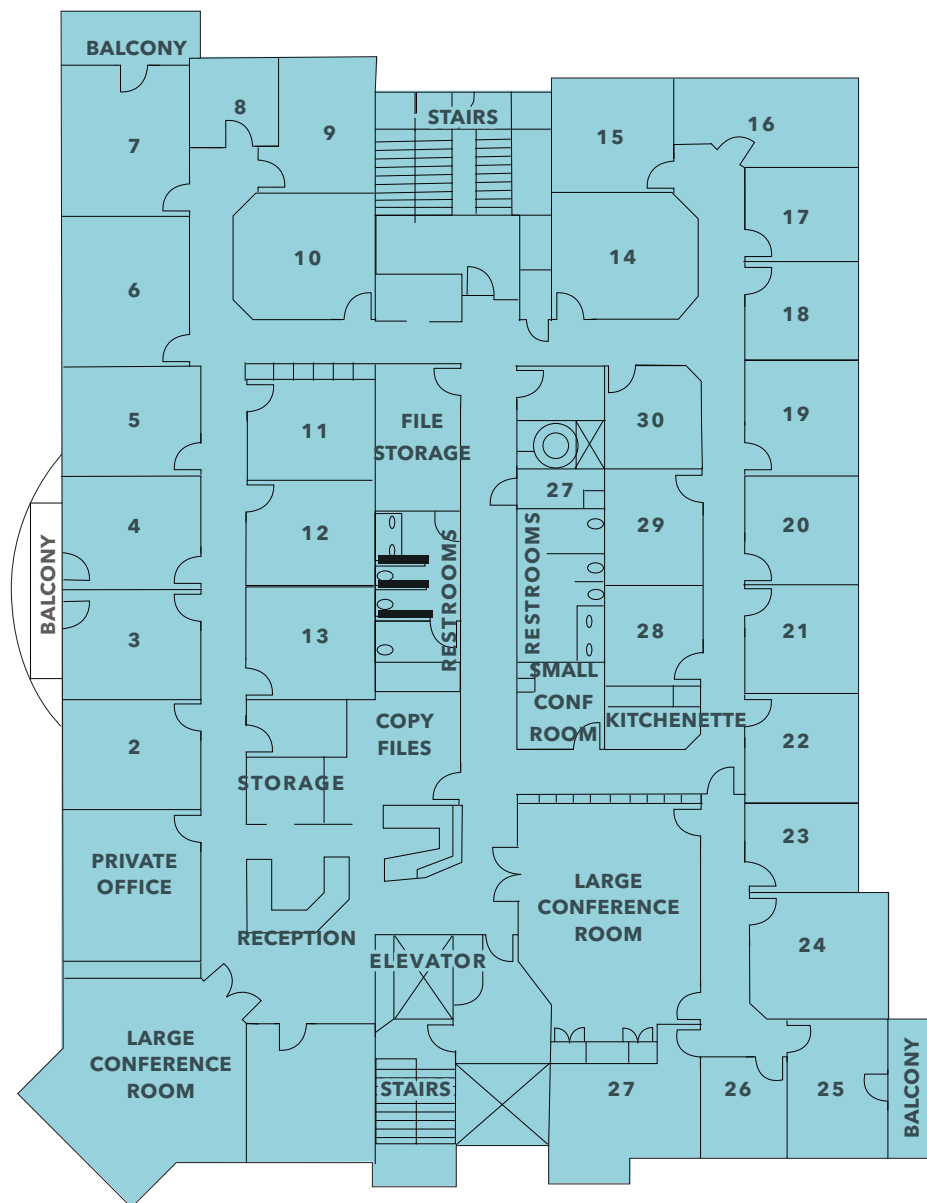 BALCONY
8
7
9
STAIRS
15
16
17
10
14
6
18
5
11
FILE
STORAGE
30
19
27
4
12
29
20
BALCONY
RESTROOMS
RESTROOMS
3
13
28
21
SMALL
CONF
ROOM
2
COPY
FILES
KITCHENETTE
22
STORAGE
23
PRIVATE
OFFICE
LARGE
CONFERENCE
ROOM
RECEPTION
ELEVATOR
24
LARGE
CONFERENCE
ROOM
STAIRS
27
26
25
BALCONY